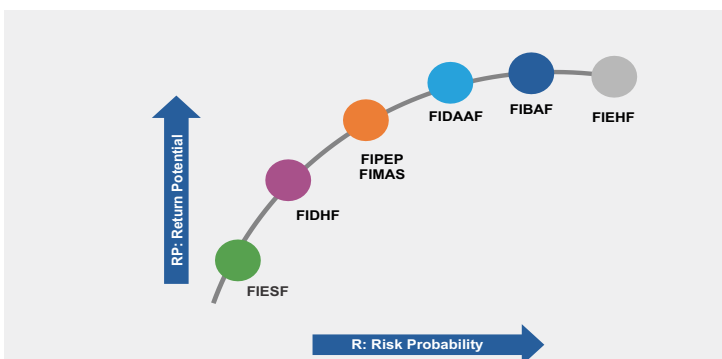 RP: Return Potential
FIESF
FIDHF
FIPEP
FIMAS
FIDAAF
FIBAF
FIEHF
R: Risk Probability